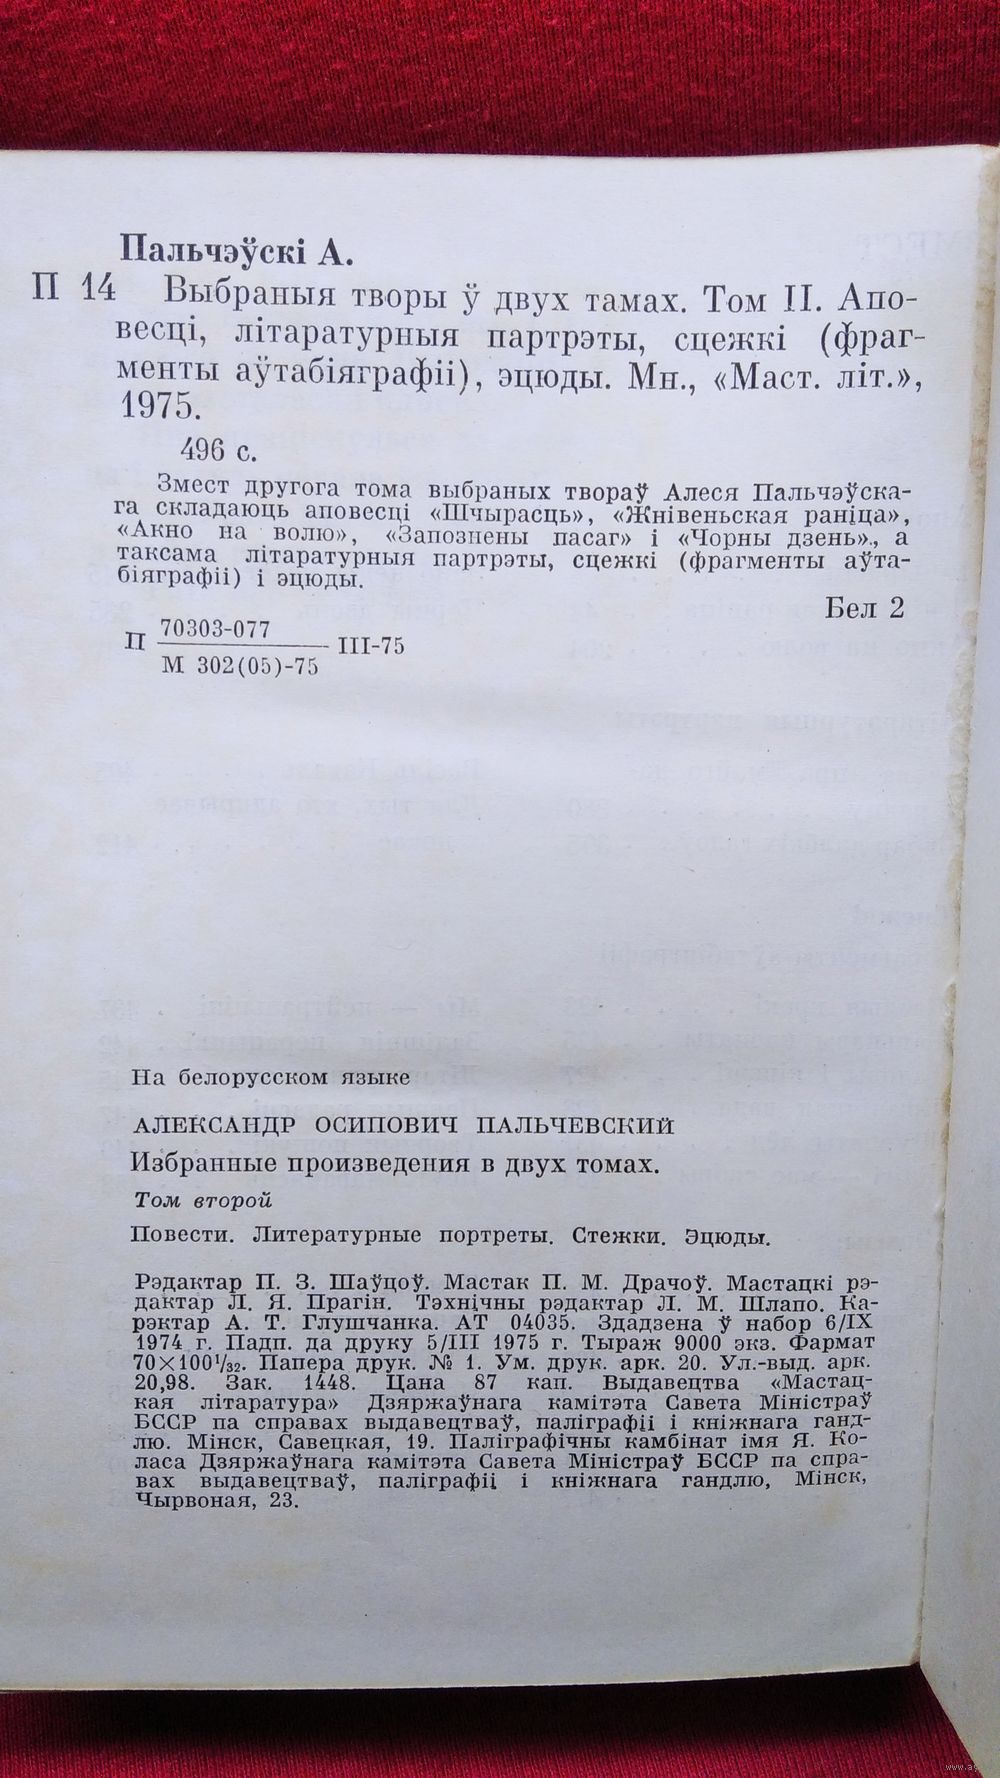 Пальчэўскі А.
П 14 Выбраныя творы ў двух тамах. Том II. Апо-
весці, літаратурныя партрэты, сцежкі (фраг-
менты аўтабіяграфіі), эцюды. Мн., «Маст. літ.»,
1975.
496 с.
Змест другога тома выбраных твораў Алеся Пальчэўска-
га складаюць аповесці «Шчырасць», «Жнівеньская раніца»,
«Акно на волю», «Запознены пасаг» і «Чорны дзень», а
таксама літаратурныя партрэты, сцежкі (фрагменты аўта-
біяграфіі) і эцюды.
Бел 2
П 70303-077
М 302(05)-75 III-75
На белорусском языке
АЛЕКСАНДР ОСИПОВИЧ ПАЛЬЧЕВСКИЙ
Избранные произведения в двух томах.
Том второй
Повести. Литературные портреты. Стежки. Эцюды.
Рэдактар П. З. Шаўцоў. Мастак П. М. Драчоў. Мастацкі рэ-
дактар Л. Я. Прагін. Тэхнічны рэдактар Л. М. Шлапо. Ка-
рэктар А. Т. Глушчанка. АТ 04035. Здадзена ў набор 6/IX
1974 г. Падп. да друку 5/III 1975 г. Тыраж 9000 экз. Фармат
70×100¹/₃₂. Папера друк. № 1. Ум. друк. арк. 20. Ул.-выд. арк.
20,98. Зак. 1448. Цана 87 кап. Выдавецтва «Мастац-
кая літаратура» Дзяржаўнага камітэта Савета Міністраў
БССР па справах выдавецтваў, паліграфіі і кніжнага ганд-
лю. Мінск, Савецкая, 19. Паліграфічны камбінат імя Я. Ко-
ласа Дзяржаўнага камітэта Савета Міністраў БССР па спра-
вах выдавецтваў, паліграфіі і кніжнага гандлю, Мінск,
Чырвоная, 23.